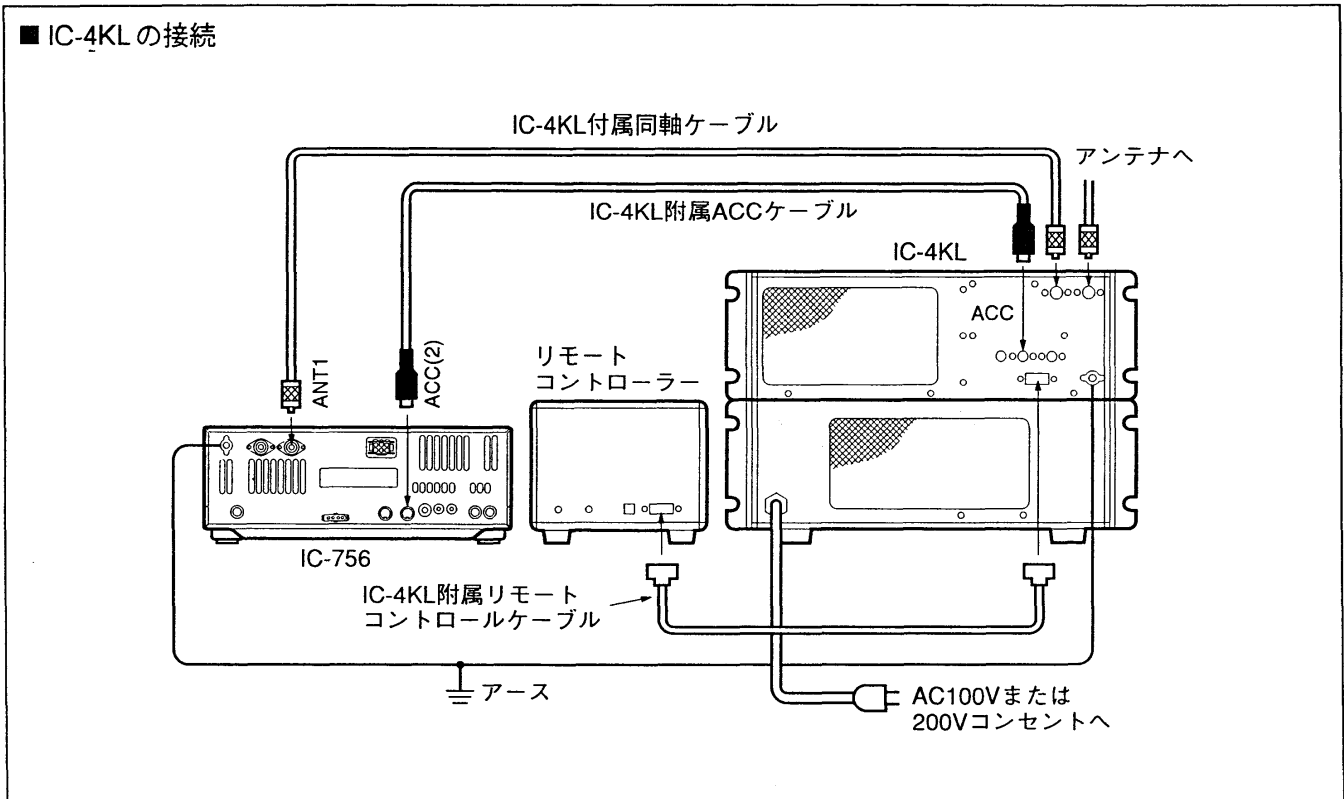 ■ IC-4KLの接続
IC-4KL付属同軸ケーブル
アンテナへ
IC-4KL附属ACCケーブル
IC-4KL
ACC
ANT1
ACC(2)
リモート
コントローラー
IC-756
IC-4KL附属リモート
コントロールケーブル
アース
AC100Vまたは
200Vコンセントへ